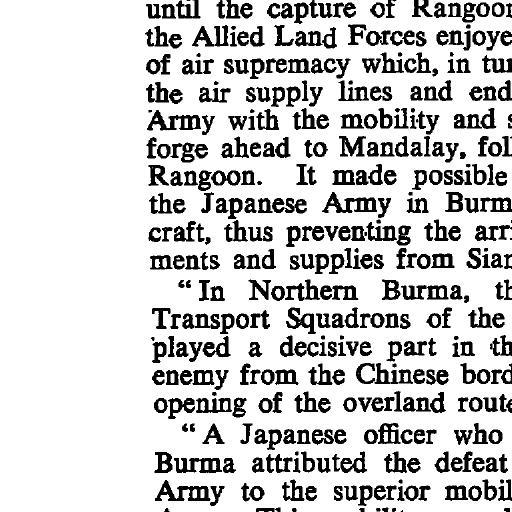 until the capture of Rangoon
the Allied Land Forces enjoye
of air supremacy which, in tur
the air supply lines and end
Army with the mobility and s
forge ahead to Mandalay, fol
Rangoon. It made possible
the Japanese Army in Burm
craft, thus preventing the arri
ments and supplies from Siam
“ In Northern Burma, th
Transport Squadrons of the
played a decisive part in th
enemy from the Chinese bord
opening of the overland route
“ A Japanese officer who
Burma attributed the defeat
Army to the superior mobil